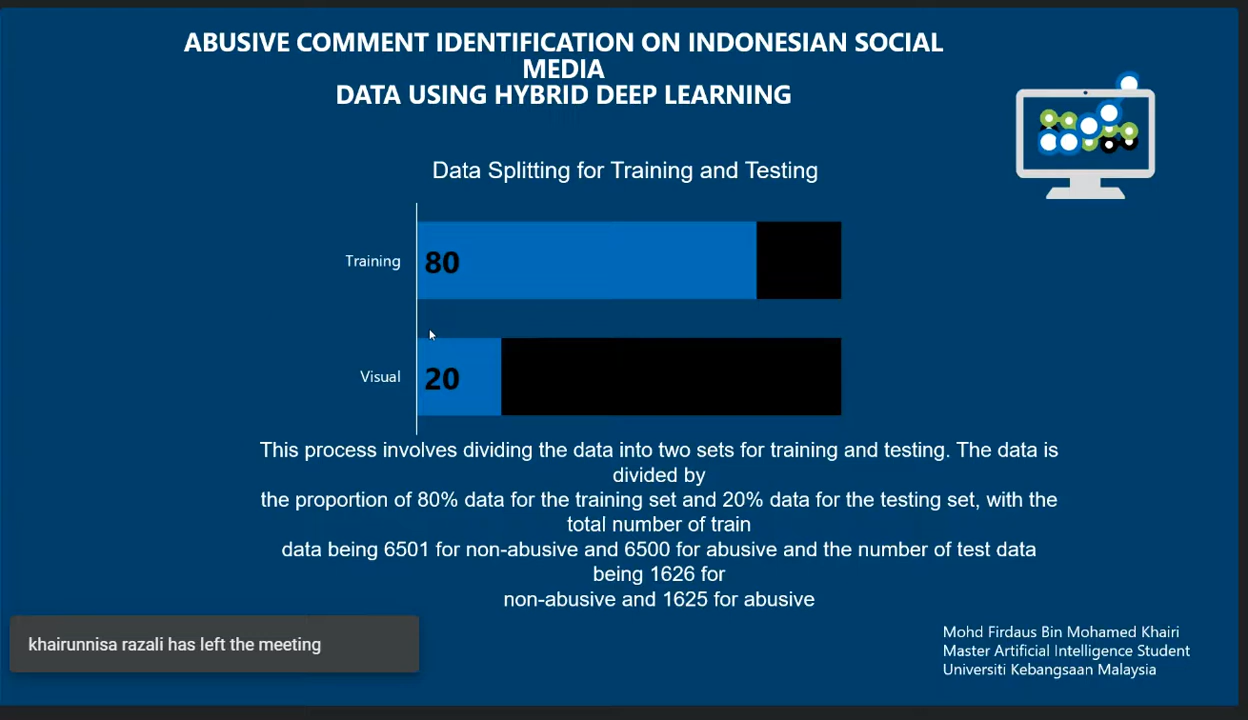 ABUSIVE COMMENT IDENTIFICATION ON INDONESIAN SOCIAL
MEDIA
DATA USING HYBRID DEEP LEARNING
Data Splitting for Training and Testing
Training
80
Visual
20
This process involves dividing the data into two sets for training and testing. The data is
divided by
the proportion of 80% data for the training set and 20% data for the testing set, with the
total number of train
data being 6501 for non-abusive and 6500 for abusive and the number of test data
being 1626 for
non-abusive and 1625 for abusive
khairunnisa razali has left the meeting
Mohd Firdaus Bin Mohamed Khairi
Master Artificial Intelligence Student
Universiti Kebangsaan Malaysia